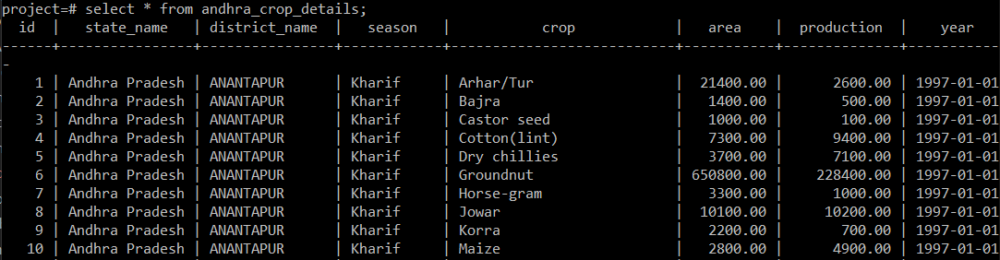 project=# select * from andhra_crop_details;
id | state_name | district_name | season | crop | area | production | year
------+----------------+---------------+------------+--------------------------+-----------+--------------+-----------
-
1 | Andhra Pradesh | ANANTAPUR | Kharif | Arhar/Tur | 21400.00 | 2600.00 | 1997-01-01
2 | Andhra Pradesh | ANANTAPUR | Kharif | Bajra | 1400.00 | 500.00 | 1997-01-01
3 | Andhra Pradesh | ANANTAPUR | Kharif | Castor seed | 1000.00 | 100.00 | 1997-01-01
4 | Andhra Pradesh | ANANTAPUR | Kharif | Cotton(lint) | 7300.00 | 9400.00 | 1997-01-01
5 | Andhra Pradesh | ANANTAPUR | Kharif | Dry chillies | 3700.00 | 7100.00 | 1997-01-01
6 | Andhra Pradesh | ANANTAPUR | Kharif | Groundnut | 650800.00 | 228400.00 | 1997-01-01
7 | Andhra Pradesh | ANANTAPUR | Kharif | Horse-gram | 3300.00 | 1000.00 | 1997-01-01
8 | Andhra Pradesh | ANANTAPUR | Kharif | Jowar | 10100.00 | 10200.00 | 1997-01-01
9 | Andhra Pradesh | ANANTAPUR | Kharif | Korra | 2200.00 | 700.00 | 1997-01-01
10 | Andhra Pradesh | ANANTAPUR | Kharif | Maize | 2800.00 | 4900.00 | 1997-01-01